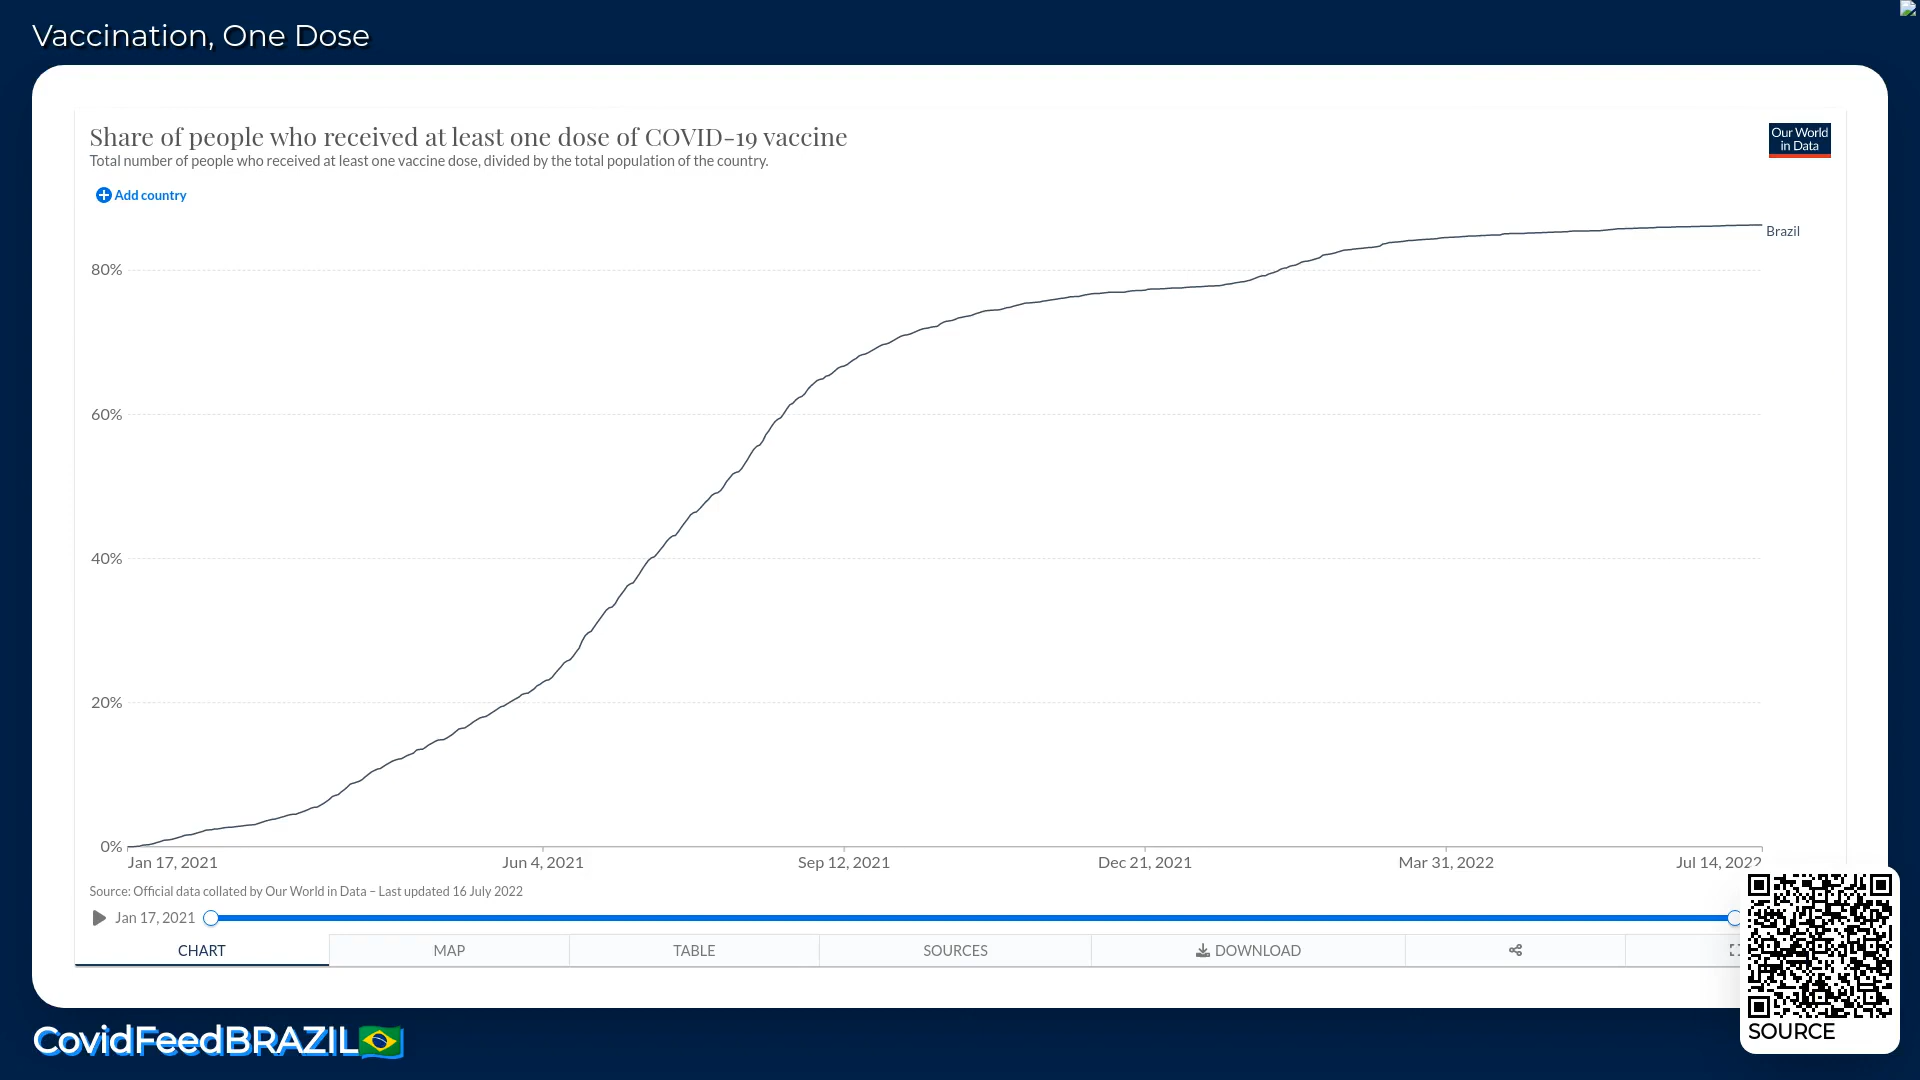 Vaccination, One Dose
Share of people who received at least one dose of COVID-19 vaccine
Total number of people who received at least one vaccine dose, divided by the total population of the country.
Our World
in Data
Add country
Brazil
80%
60%
40%
20%
0%
Jan 17, 2021
Jun 4, 2021
Sep 12, 2021
Dec 21, 2021
Mar 31, 2022
Jul 14, 2022
Source: Official data collated by Our World in Data – Last updated 16 July 2022
Jan 17, 2021
CHART
MAP
TABLE
SOURCES
DOWNLOAD
SOURCE
CovidFeedBRAZIL